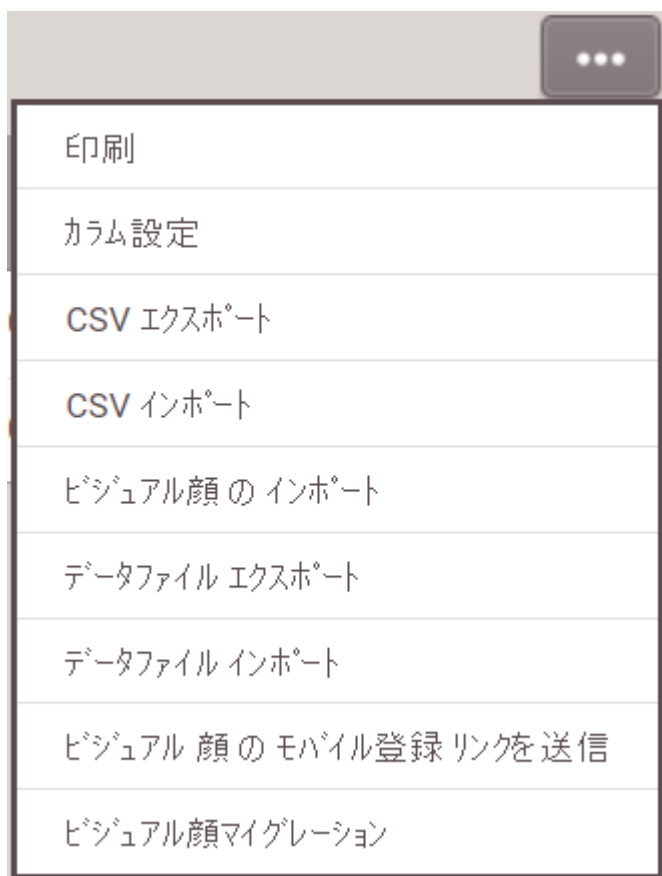 印刷
カラム設定
CSV エクスポート
CSV インポート
ビジュアル顔 の インポート
データファイル エクスポート
データファイル インポート
ビジュアル 顔 の モバイル登録 リンクを送信
ビジュアル顔マイグレーション